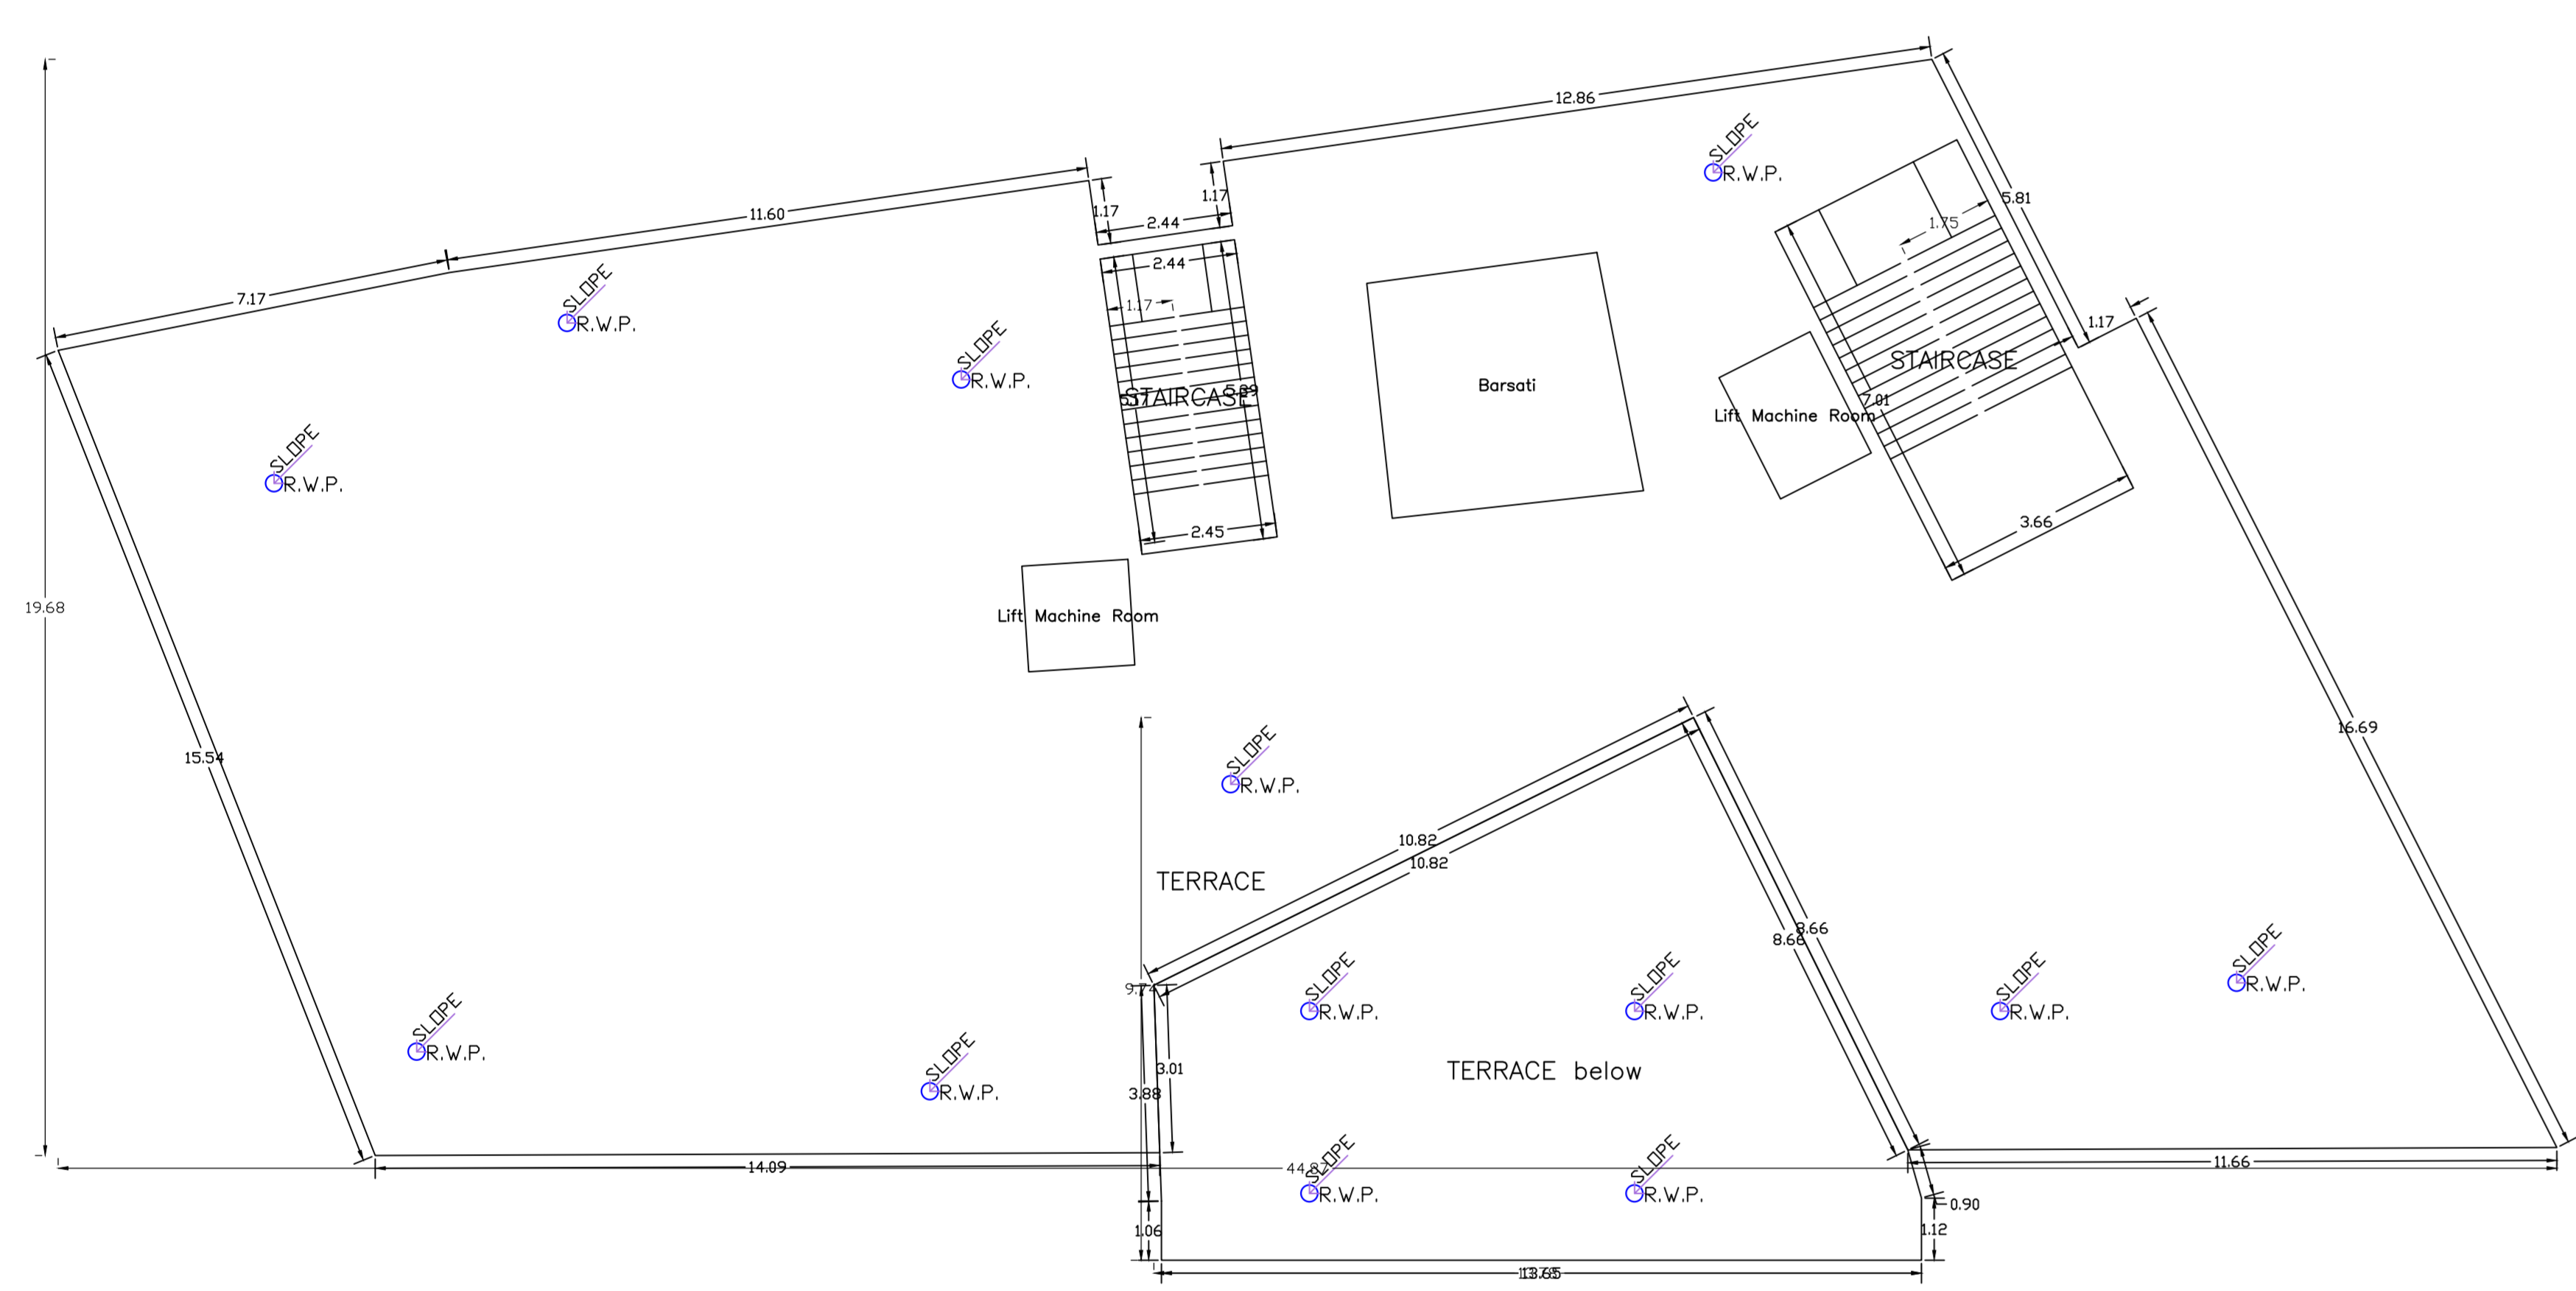 12.86
SLOPE
R.W.P.
5.81
11.60
1.17
1.17
2.44
1.75
7.17
SLOPE
R.W.P.
2.44
1.17
SLOPE
R.W.P.
STAIRCASE
Barsati
STAIRCASE
1.17
7.01
Lift Machine Room
SLOPE
R.W.P.
2.45
3.66
19.68
Lift Machine Room
15.54
16.69
SLOPE
R.W.P.
10.82
10.82
TERRACE
8.66
8.66
SLOPE
R.W.P.
SLOPE
R.W.P.
SLOPE
R.W.P.
SLOPE
R.W.P.
SLOPE
R.W.P.
SLOPE
R.W.P.
3.01
3.88
TERRACE below
14.09
11.66
SLOPE
R.W.P.
SLOPE
R.W.P.
0.90
1.06
1.12
13.65